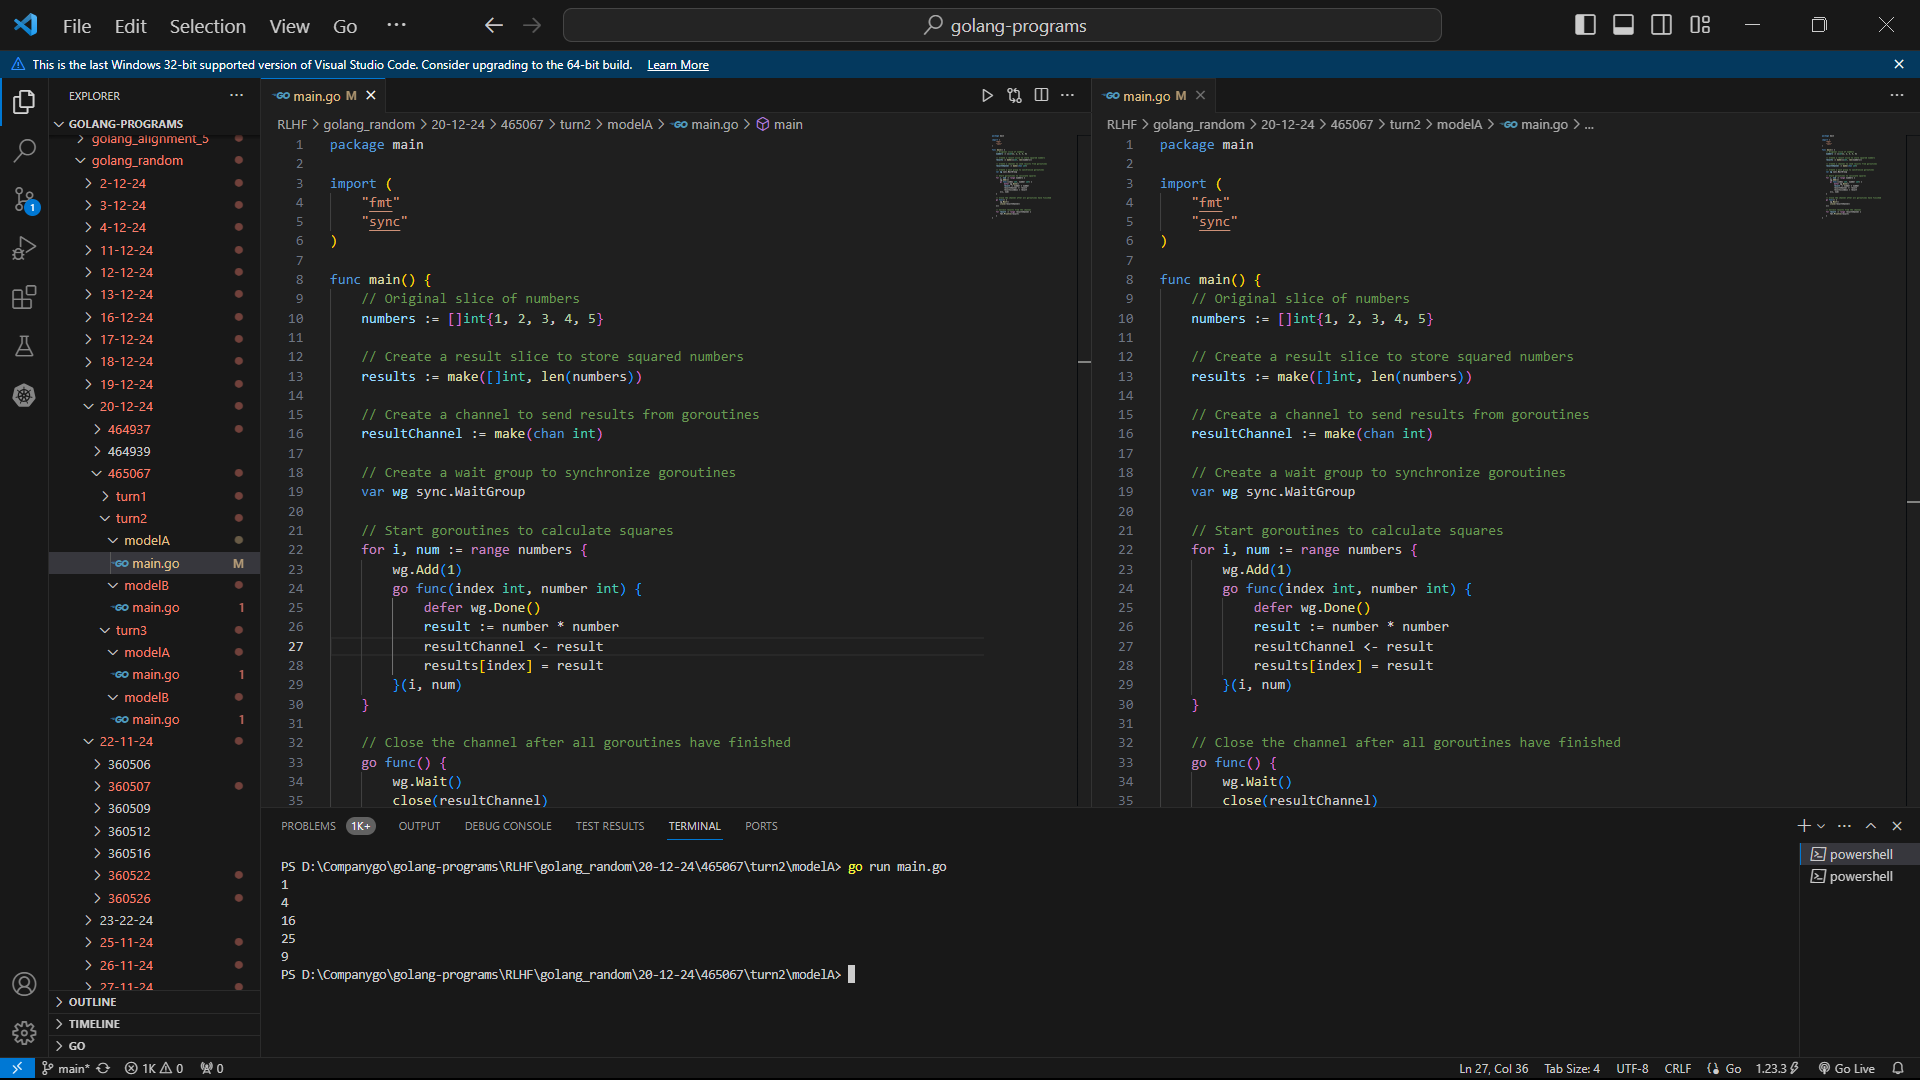 File Edit Selection View Go ···
golang-programs
This is the last Windows 32-bit supported version of Visual Studio Code. Consider upgrading to the 64-bit build. Learn More
EXPLORER
GOLANG-PROGRAMS
golang_alignment_5
golang_random
2-12-24
3-12-24
4-12-24
11-12-24
12-12-24
13-12-24
16-12-24
17-12-24
18-12-24
19-12-24
20-12-24
464937
464939
465067
turn1
turn2
modelA
main.go M
modelB
main.go 1
turn3
modelA
main.go 1
modelB
main.go 1
22-11-24
360506
360507
360509
360512
360516
360522
360526
23-22-24
25-11-24
26-11-24
27-11-24
OUTLINE
TIMELINE
GO
1
main.go M
RLHF > golang_random > 20-12-24 > 465067 > turn2 > modelA > main.go > main
1 package main
2
3 import (
4 "fmt"
5 "sync"
6 )
7
8 func main() {
9 // Original slice of numbers
10 numbers := []int{1, 2, 3, 4, 5}
11
12 // Create a result slice to store squared numbers
13 results := make([]int, len(numbers))
14
15 // Create a channel to send results from goroutines
16 resultChannel := make(chan int)
17
18 // Create a wait group to synchronize goroutines
19 var wg sync.WaitGroup
20
21 // Start goroutines to calculate squares
22 for i, num := range numbers {
23 wg.Add(1)
24 go func(index int, number int) {
25 defer wg.Done()
26 result := number * number
27 resultChannel <- result
28 results[index] = result
29 }(i, num)
30 }
31
32 // Close the channel after all goroutines have finished
33 go func() {
34 wg.Wait()
35 close(resultChannel)
main.go M
RLHF > golang_random > 20-12-24 > 465067 > turn2 > modelA > main.go > ...
1 package main
2
3 import (
4 "fmt"
5 "sync"
6 )
7
8 func main() {
9 // Original slice of numbers
10 numbers := []int{1, 2, 3, 4, 5}
11
12 // Create a result slice to store squared numbers
13 results := make([]int, len(numbers))
14
15 // Create a channel to send results from goroutines
16 resultChannel := make(chan int)
17
18 // Create a wait group to synchronize goroutines
19 var wg sync.WaitGroup
20
21 // Start goroutines to calculate squares
22 for i, num := range numbers {
23 wg.Add(1)
24 go func(index int, number int) {
25 defer wg.Done()
26 result := number * number
27 resultChannel <- result
28 results[index] = result
29 }(i, num)
30 }
31
32 // Close the channel after all goroutines have finished
33 go func() {
34 wg.Wait()
35 close(resultChannel)
PROBLEMS 1K+ OUTPUT DEBUG CONSOLE TEST RESULTS TERMINAL PORTS
PS D:\Companygo\golang-programs\RLHF\golang_random\20-12-24\465067\turn2\modelA> go run main.go
1
4
16
25
9
PS D:\Companygo\golang-programs\RLHF\golang_random\20-12-24\465067\turn2\modelA>
powershell
powershell
main* 1K 0 0 Ln 27, Col 36 Tab Size: 4 UTF-8 CRLF Go 1.23.3 Go Live